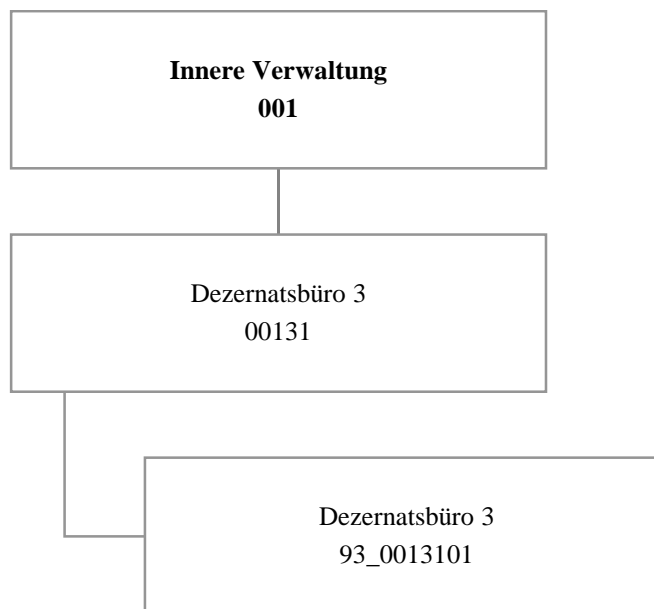 Innere Verwaltung
001
Dezernatsbüro 3
00131
Dezernatsbüro 3
93_0013101